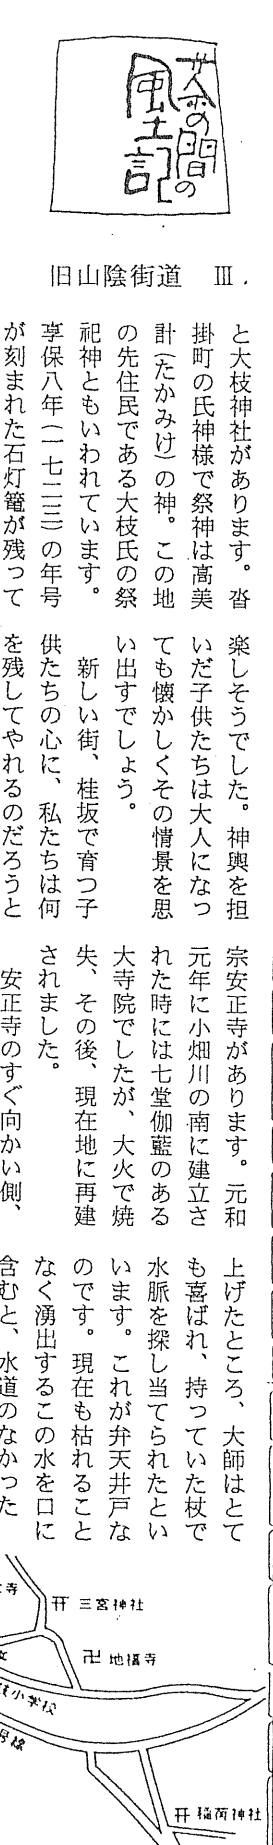 茶の間の
風土記
旧山陰街道　Ⅲ.
と大枝神社があります。沓
掛町の氏神様で祭神は高美
計(たかみけ)の神。この地
の先住民である大枝氏の祭
祀神ともいわれています。
享保八年(一七二三)の年号
が刻まれた石灯籠が残って
楽しそうでした。神輿を担
いだ子供たちは大人になっ
ても懐かしくその情景を思
い出すでしょう。
新しい街、桂坂で育つ子
供たちの心に、私たちは何
を残してやれるのだろうと
宗安正寺があります。元和
元年に小畑川の南に建立さ
れた時には七堂伽藍のある
大寺院でしたが、大火で焼
失、その後、現在地に再建
されました。
安正寺のすぐ向かい側、
上げたところ、大師はとて
も喜ばれ、持っていた杖で
水脈を探し当てられたとい
います。これが弁天井戸な
のです。現在も枯れること
なく湧出するこの水を口に
含むと、水道のなかった
寺
三宮神社
卍 地福寺
小学校
号線
稲荷神社